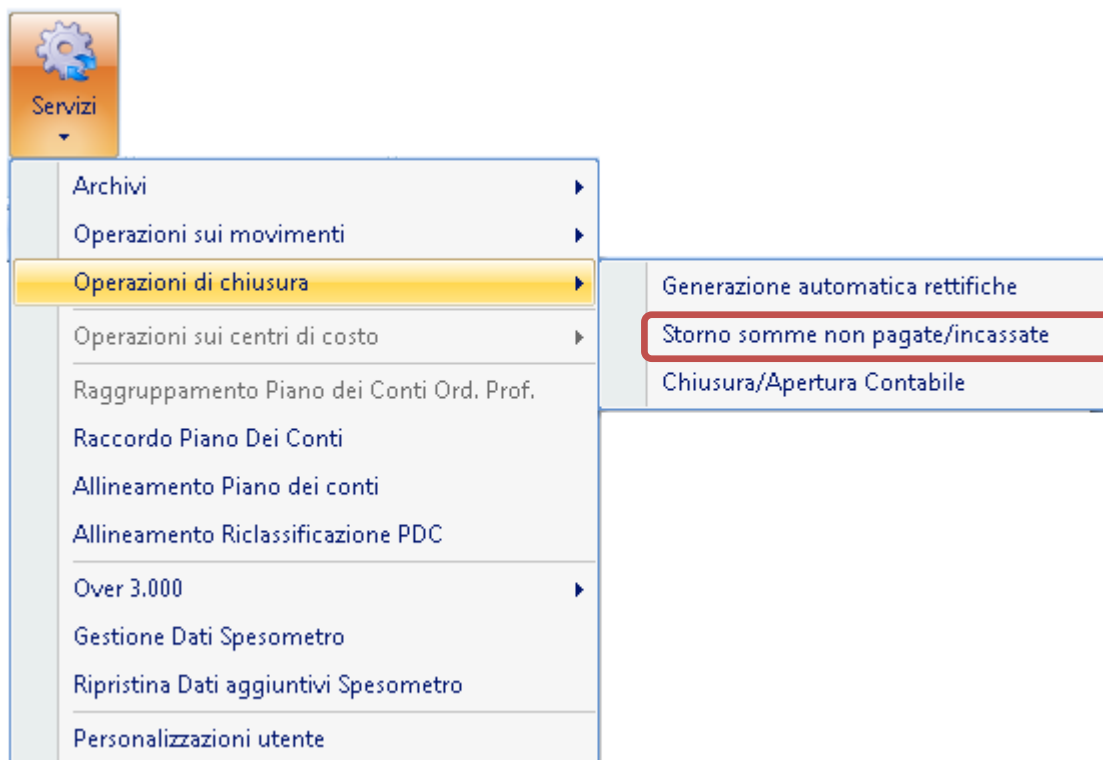 Servizi
Archivi
Operazioni sui movimenti
Operazioni di chiusura
Operazioni sui centri di costo
Raggruppamento Piano dei Conti Ord. Prof.
Raccordo Piano Dei Conti
Allineamento Piano dei conti
Allineamento Riclassificazione PDC
Over 3.000
Gestione Dati Spesometro
Ripristina Dati aggiuntivi Spesometro
Personalizzazioni utente
Generazione automatica rettifiche
Storno somme non pagate/incassate
Chiusura/Apertura Contabile